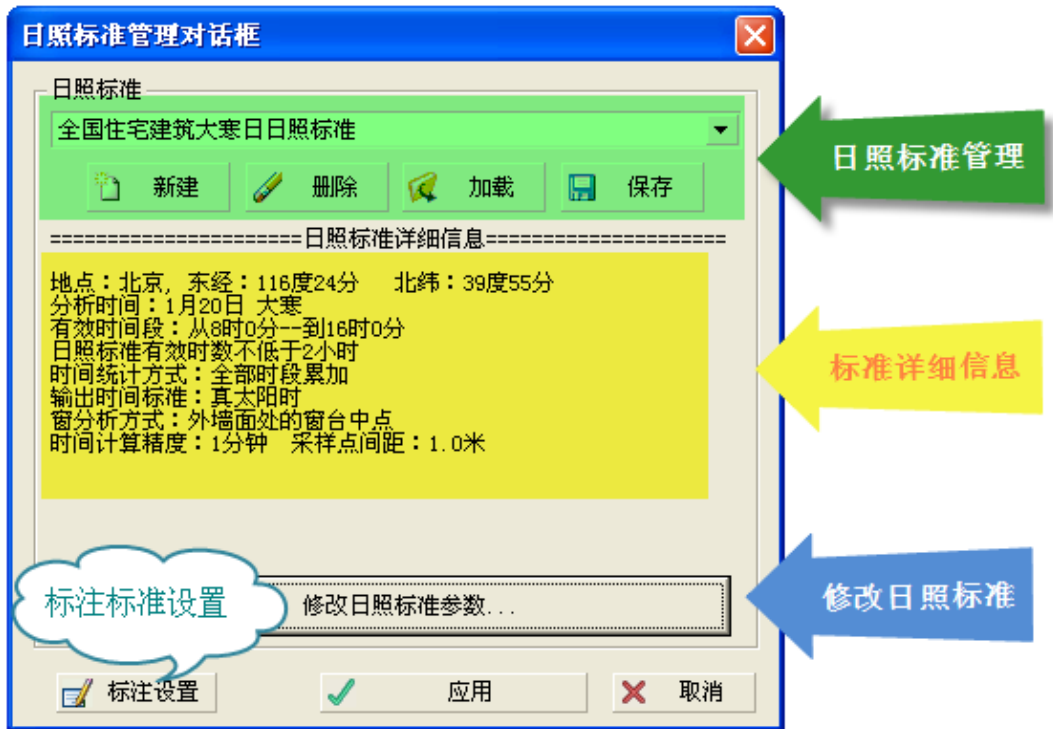 日照标准管理对话框
日照标准
全国住宅建筑大寒日日照标准
新建 删除 加载 保存
日照标准管理
======================日照标准详细信息=====================
地点：北京, 东经：116度24分 北纬：39度55分
分析时间：1月20日 大寒
有效时间段：从8时0分--到16时0分
日照标准有效时数不低于2小时
时间统计方式：全部时段累加
输出时间标准：真太阳时
窗分析方式：外墙面处的窗台中点
时间计算精度：1分钟 采样点间距：1.0米
标准详细信息
标注标准设置
修改日照标准参数...
修改日照标准
标注设置 应用 取消